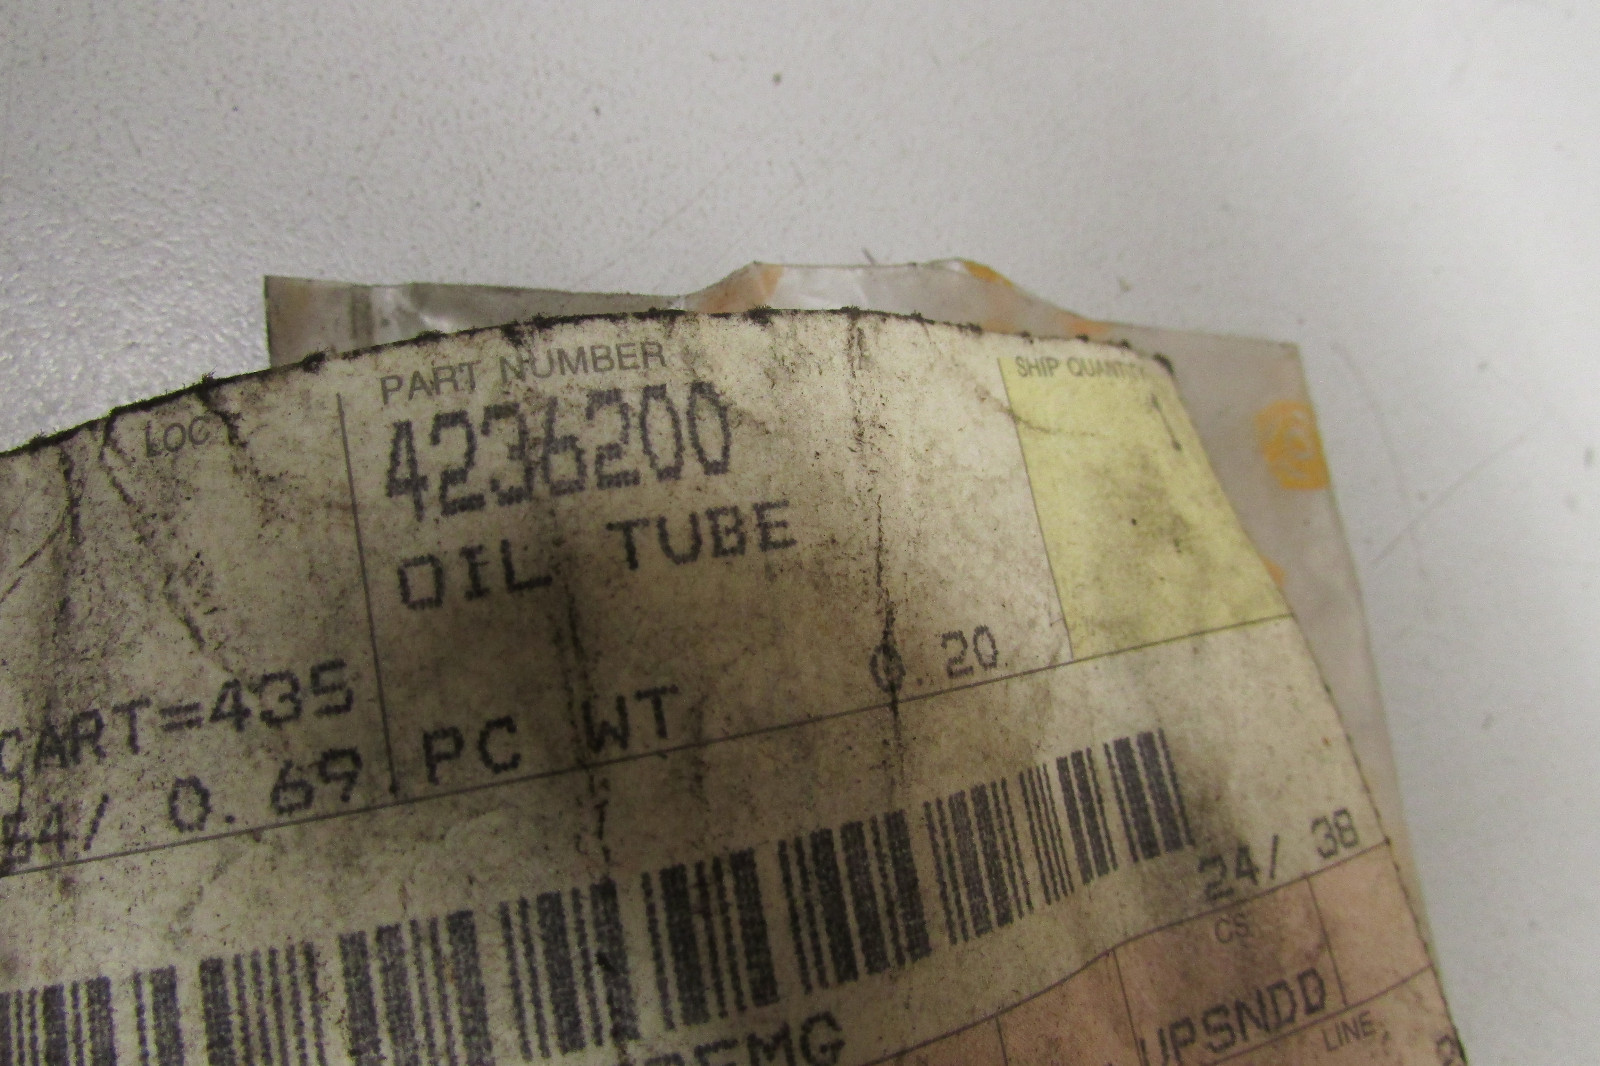 PART NUMBER
SHIP QUANTITY
LOC
4236200
1
OIL TUBE
CART=435
0.20
64/ 0.69 PC WT
24/ 38
CS
UPSNDD
LINE